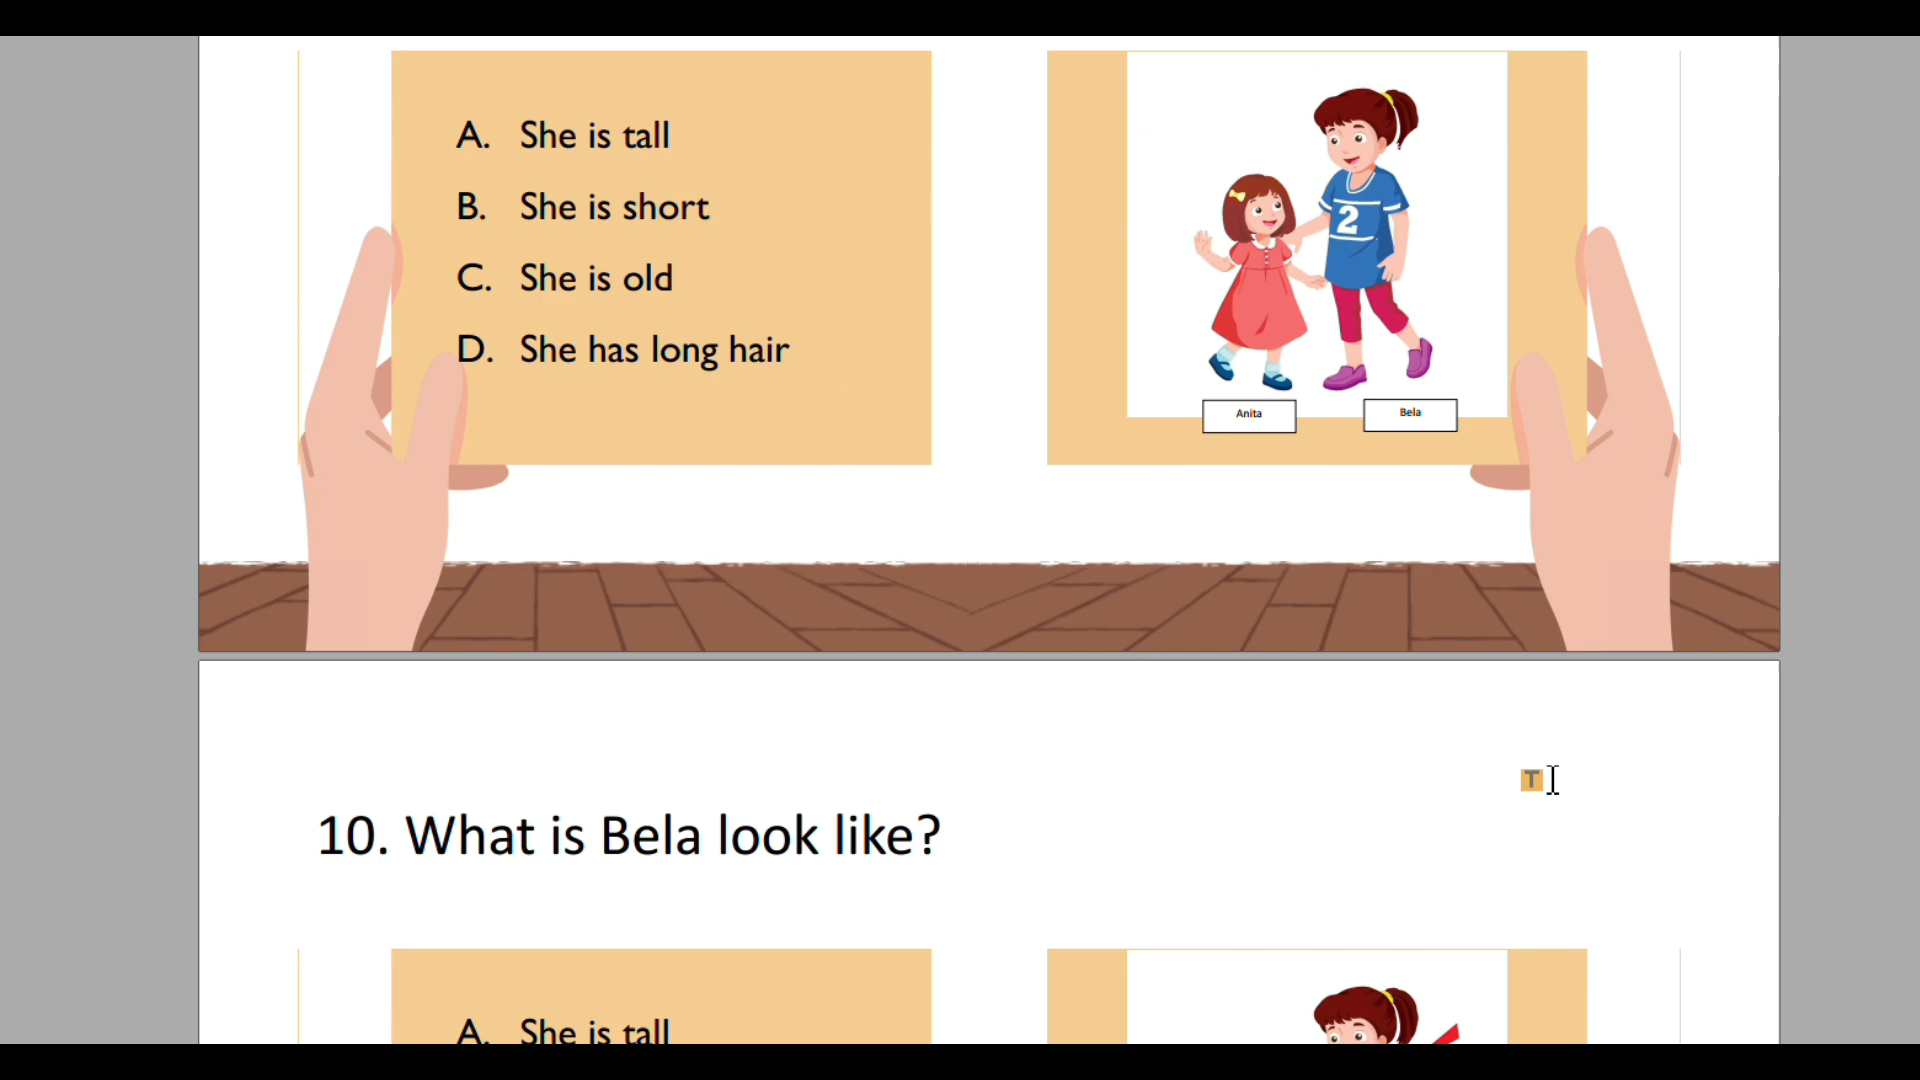 A. She is tall
B. She is short
C. She is old
D. She has long hair
2
Anita
Bela
T
10. What is Bela look like?
A. She is tall